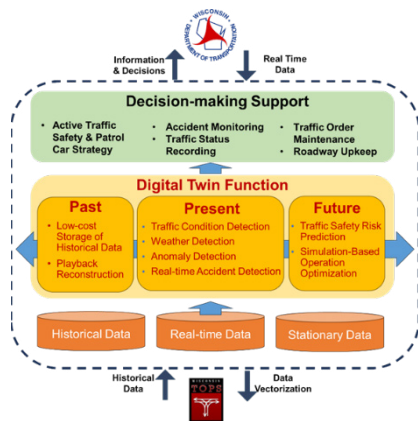 WISCONSIN
DEPARTMENT OF TRANSPORTATION
Information
& Decisions
Real Time
Data
Decision-making Support
• Active Traffic
Safety & Patrol
Car Strategy
• Accident Monitoring
• Traffic Status
Recording
• Traffic Order
Maintenance
• Roadway Upkeep
Digital Twin Function
Past
• Low-cost
Storage of
Historical Data
• Playback
Reconstruction
Present
• Traffic Condition Detection
• Weather Detection
• Anomaly Detection
• Real-time Accident Detection
Future
• Traffic Safety Risk
Prediction
• Simulation-Based
Operation
Optimization
Historical Data
Real-time Data
Stationary Data
Historical
Data
Data
Vectorization
WISCONSIN
TOPS